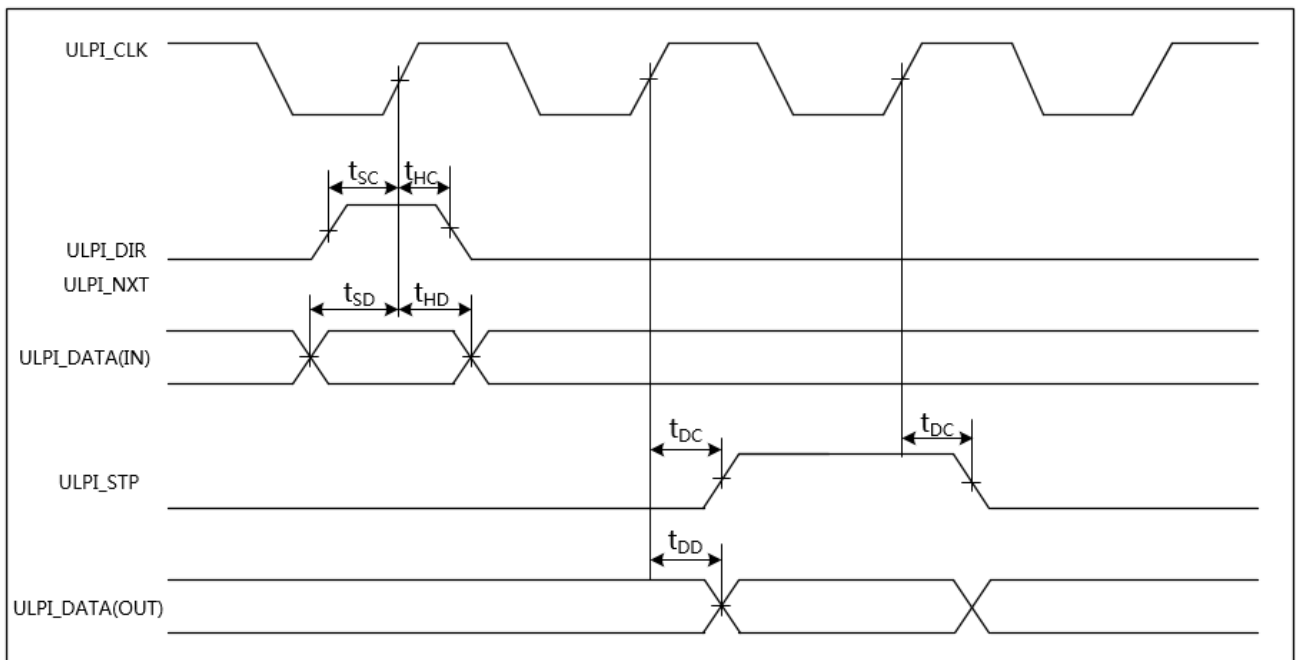 ULPI_CLK
tSC tHC
ULPI_DIR
ULPI_NXT
tSD tHD
ULPI_DATA(IN)
tDC tDC
ULPI_STP
tDD
ULPI_DATA(OUT)